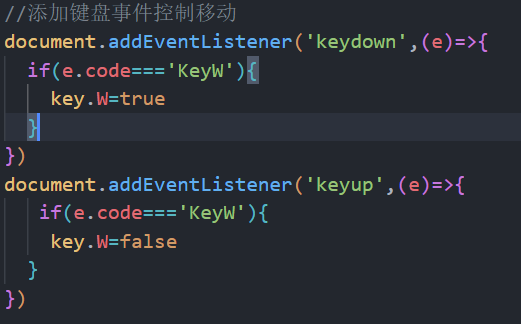 //添加键盘事件控制移动
document.addEventListener('keydown',(e)=>{
  if(e.code==='KeyW'){
    key.W=true
  }
})
document.addEventListener('keyup',(e)=>{
   if(e.code==='KeyW'){
    key.W=false
  }
})